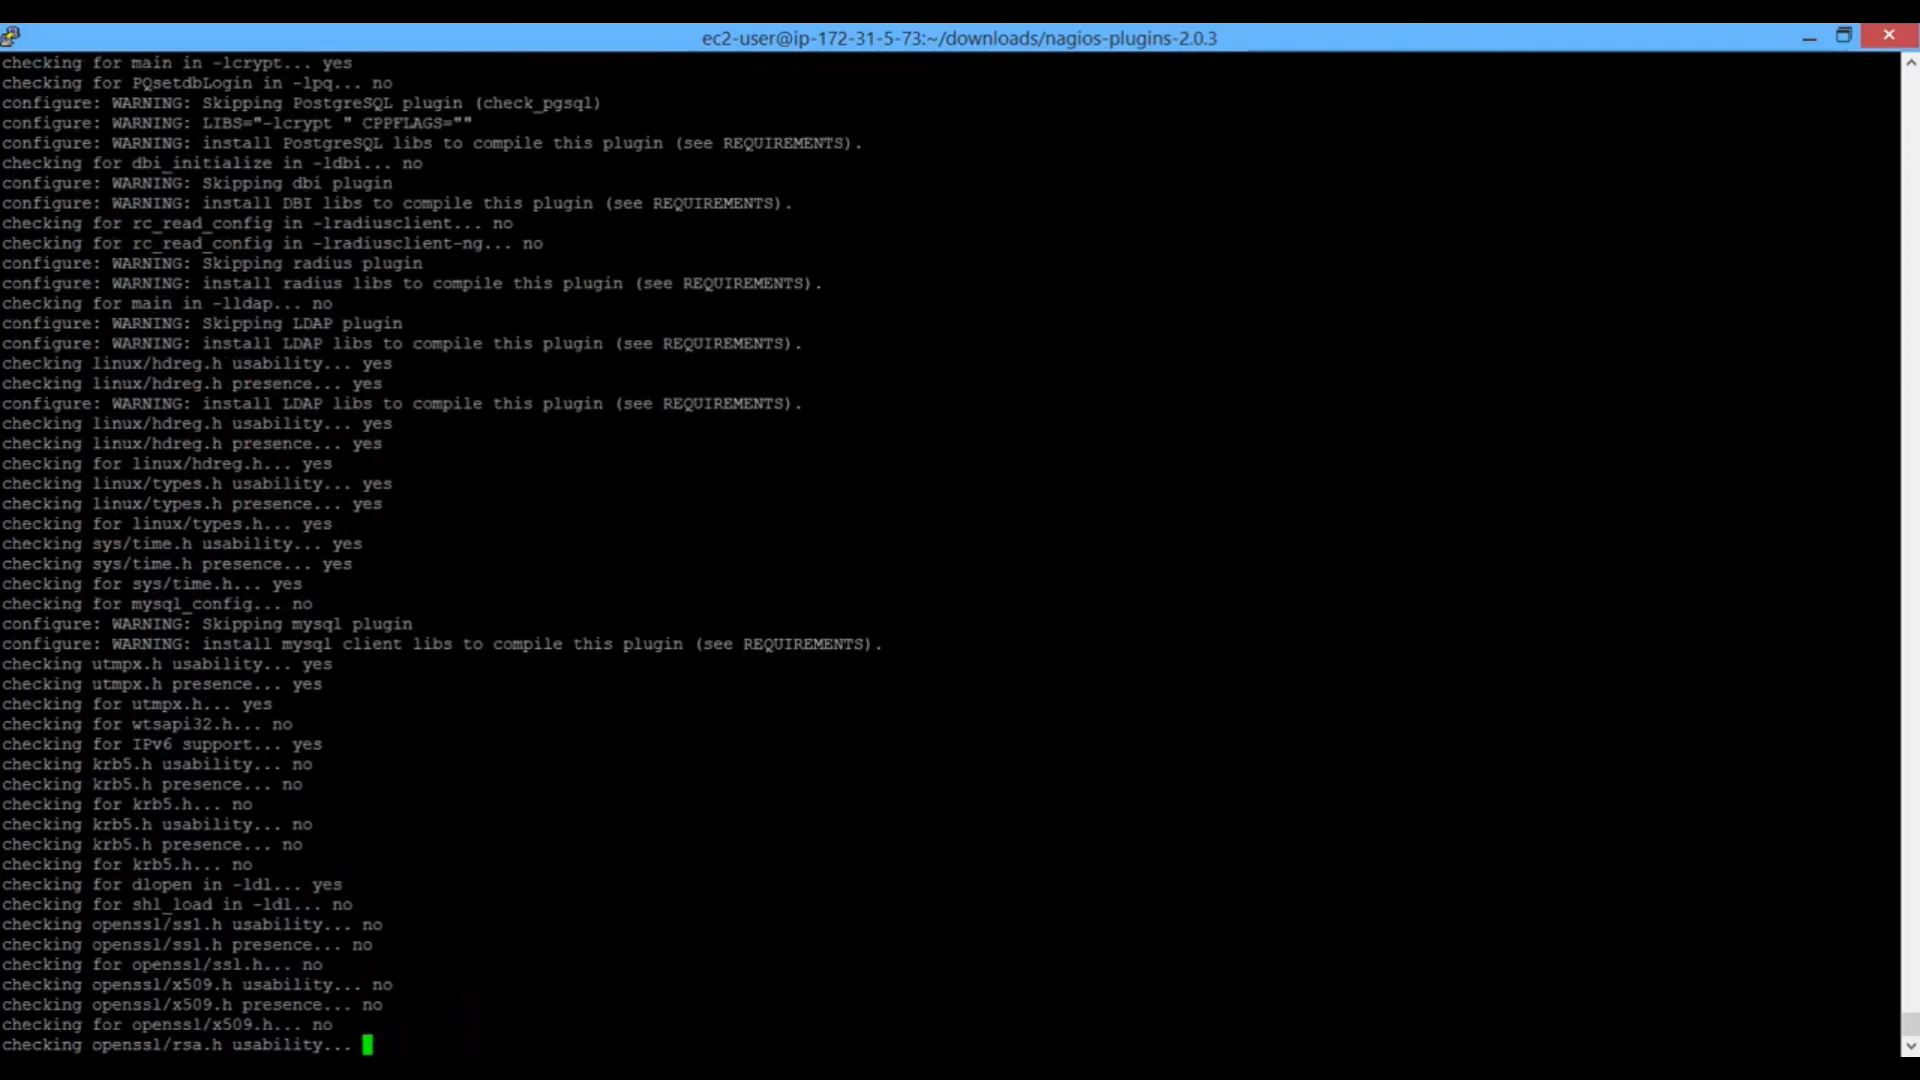 ec2-user@ip-172-31-5-73:~/downloads/nagios-plugins-2.0.3
checking for main in -lcrypt... yes
checking for PQsetdbLogin in -lpq... no
configure: WARNING: Skipping PostgreSQL plugin (check_pgsql)
configure: WARNING: LIBS="-lcrypt " CPPFLAGS=""
configure: WARNING: install PostgreSQL libs to compile this plugin (see REQUIREMENTS).
checking for dbi_initialize in -ldbi... no
configure: WARNING: Skipping dbi plugin
configure: WARNING: install DBI libs to compile this plugin (see REQUIREMENTS).
checking for rc_read_config in -lradiusclient... no
checking for rc_read_config in -lradiusclient-ng... no
configure: WARNING: Skipping radius plugin
configure: WARNING: install radius libs to compile this plugin (see REQUIREMENTS).
checking for main in -lldap... no
configure: WARNING: Skipping LDAP plugin
configure: WARNING: install LDAP libs to compile this plugin (see REQUIREMENTS).
checking linux/hdreg.h usability... yes
checking linux/hdreg.h presence... yes
configure: WARNING: install LDAP libs to compile this plugin (see REQUIREMENTS).
checking linux/hdreg.h usability... yes
checking linux/hdreg.h presence... yes
checking for linux/hdreg.h... yes
checking linux/types.h usability... yes
checking linux/types.h presence... yes
checking for linux/types.h... yes
checking sys/time.h usability... yes
checking sys/time.h presence... yes
checking for sys/time.h... yes
checking for mysql_config... no
configure: WARNING: Skipping mysql plugin
configure: WARNING: install mysql client libs to compile this plugin (see REQUIREMENTS).
checking utmpx.h usability... yes
checking utmpx.h presence... yes
checking for utmpx.h... yes
checking for wtsapi32.h... no
checking for IPv6 support... yes
checking krb5.h usability... no
checking krb5.h presence... no
checking for krb5.h... no
checking krb5.h usability... no
checking krb5.h presence... no
checking for krb5.h... no
checking for dlopen in -ldl... yes
checking for shl_load in -ldl... no
checking openssl/ssl.h usability... no
checking openssl/ssl.h presence... no
checking for openssl/ssl.h... no
checking openssl/x509.h usability... no
checking openssl/x509.h presence... no
checking for openssl/x509.h... no
checking openssl/rsa.h usability...